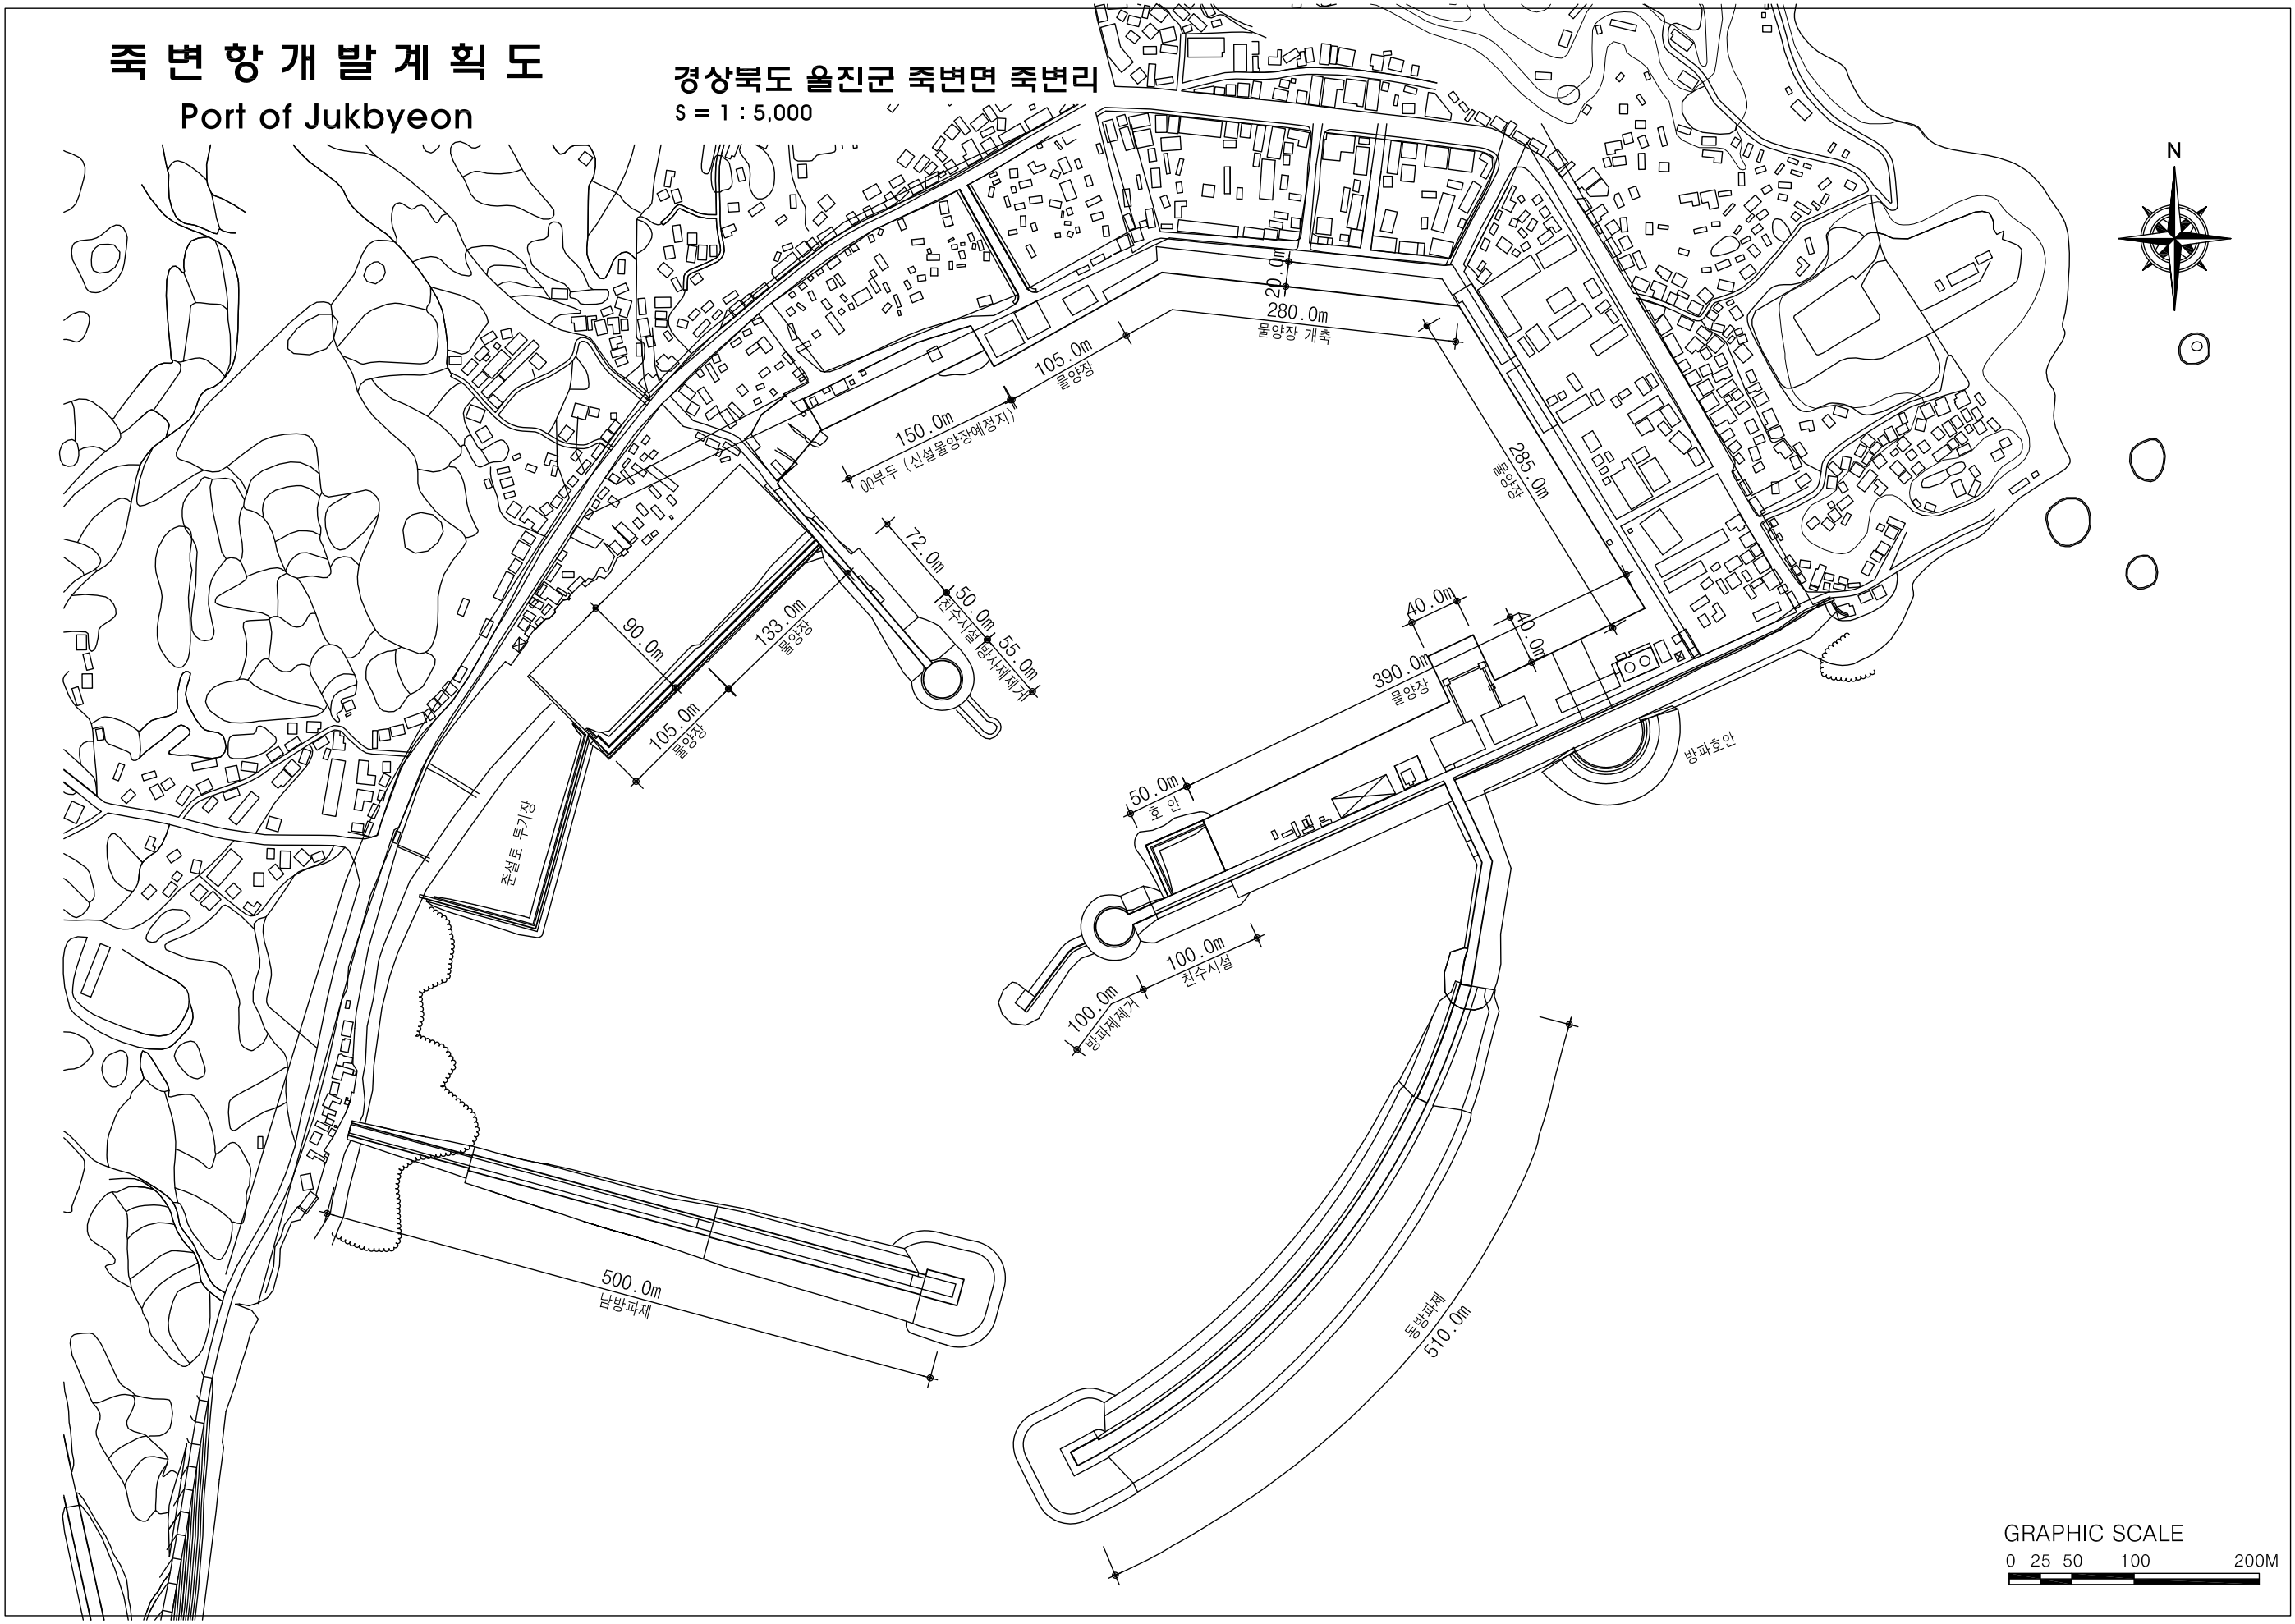 죽변항개발계획도
Port of Jukbyeon
경상북도 울진군 죽변면 죽변리
S = 1 : 5,000
N
20.0m
280.0m
물양장 개축
105.0m
물양장
150.0m
00부두 (신설물양장예정지)
285.0m
물양장
72.0m
50.0m
친수시설
55.0m
방사제제거
90.0m
133.0m
물양장
105.0m
물양장
40.0m
40.0m
390.0m
물양장
방파호안
50.0m
호 안
준설토 투기장
100.0m
친수시설
100.0m
방파제제거
500.0m
남방파제
동방파제
510.0m
GRAPHIC SCALE
0 25 50 100 200M